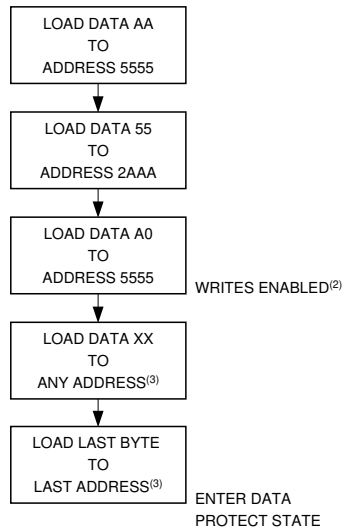 LOAD DATA AA
TO
ADDRESS 5555
LOAD DATA 55
TO
ADDRESS 2AAA
LOAD DATA A0
TO
ADDRESS 5555
WRITES ENABLED(2)
LOAD DATA XX
TO
ANY ADDRESS(3)
LOAD LAST BYTE
TO
LAST ADDRESS(3)
ENTER DATA
PROTECT STATE